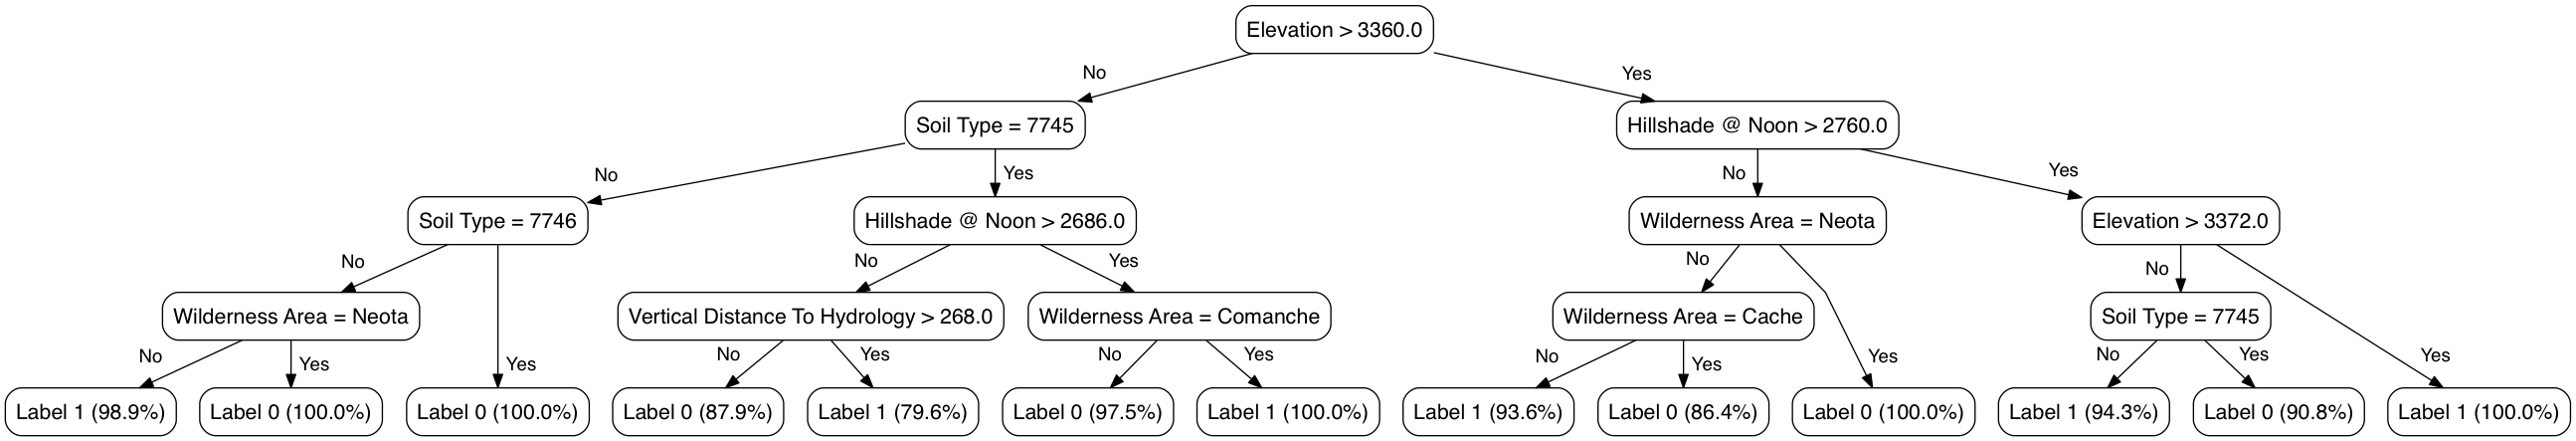 Elevation > 3360.0
No
Yes
Soil Type = 7745
Hillshade @ Noon > 2760.0
No
Yes
No
Yes
Soil Type = 7746
Hillshade @ Noon > 2686.0
Wilderness Area = Neota
Elevation > 3372.0
No
No
Yes
No
No
Wilderness Area = Neota
Vertical Distance To Hydrology > 268.0
Wilderness Area = Comanche
Wilderness Area = Cache
Soil Type = 7745
No
Yes
Yes
No
Yes
No
Yes
No
Yes
Yes
No
Yes
Yes
Label 1 (98.9%)
Label 0 (100.0%)
Label 0 (100.0%)
Label 0 (87.9%)
Label 1 (79.6%)
Label 0 (97.5%)
Label 1 (100.0%)
Label 1 (93.6%)
Label 0 (86.4%)
Label 0 (100.0%)
Label 1 (94.3%)
Label 0 (90.8%)
Label 1 (100.0%)